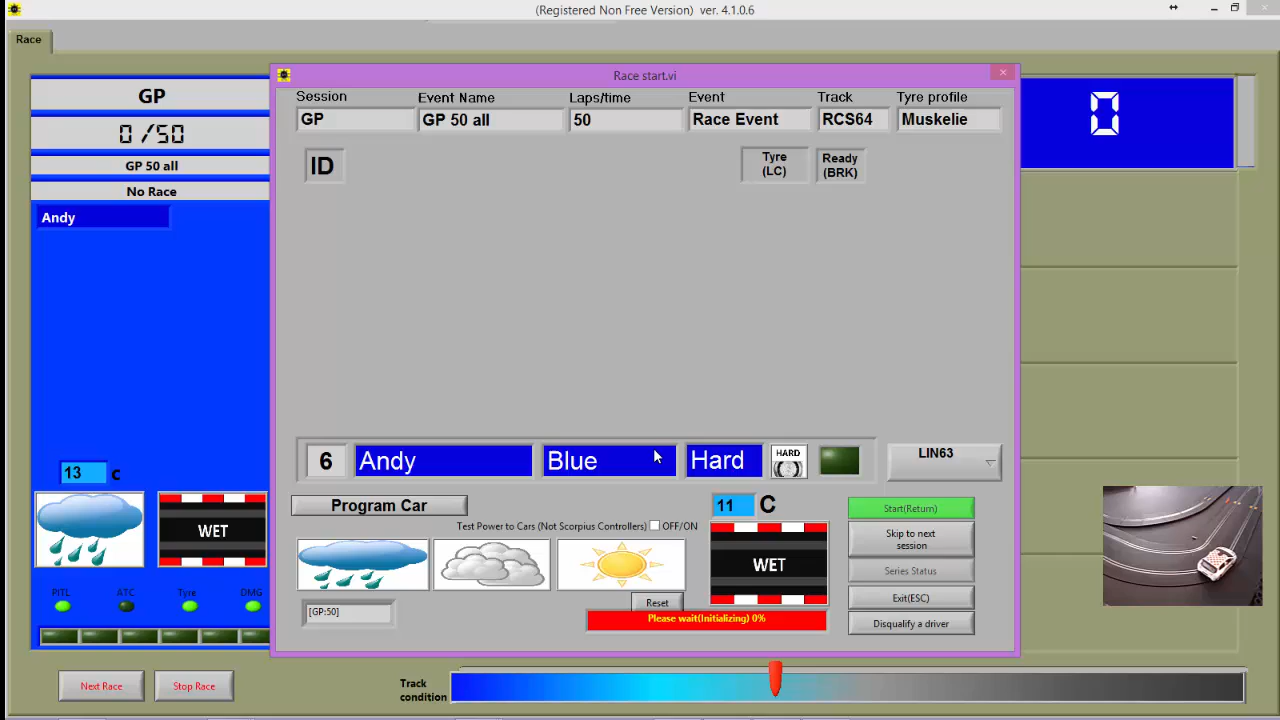 (Registered Non Free Version) ver. 4.1.0.6
Race
GP
0 /50
GP 50 all
No Race
Andy
13 c
WET
PITL ATC Tyre DMG
Next Race Stop Race
Race start.vi
Session Event Name Laps/time Event Track Tyre profile
GP GP 50 all 50 Race Event RCS64 Muskelie
ID
Tyre
(LC)
Ready
(BRK)
6 Andy Blue Hard HARD LIN63
Program Car
11 C
Test Power to Cars (Not Scorpius Controllers) OFF/ON
WET
[GP:50]
Reset
Please wait(Initializing) 0%
Start(Return)
Skip to next
session
Series Status
Exit(ESC)
Disqualify a driver
0
Track
condition